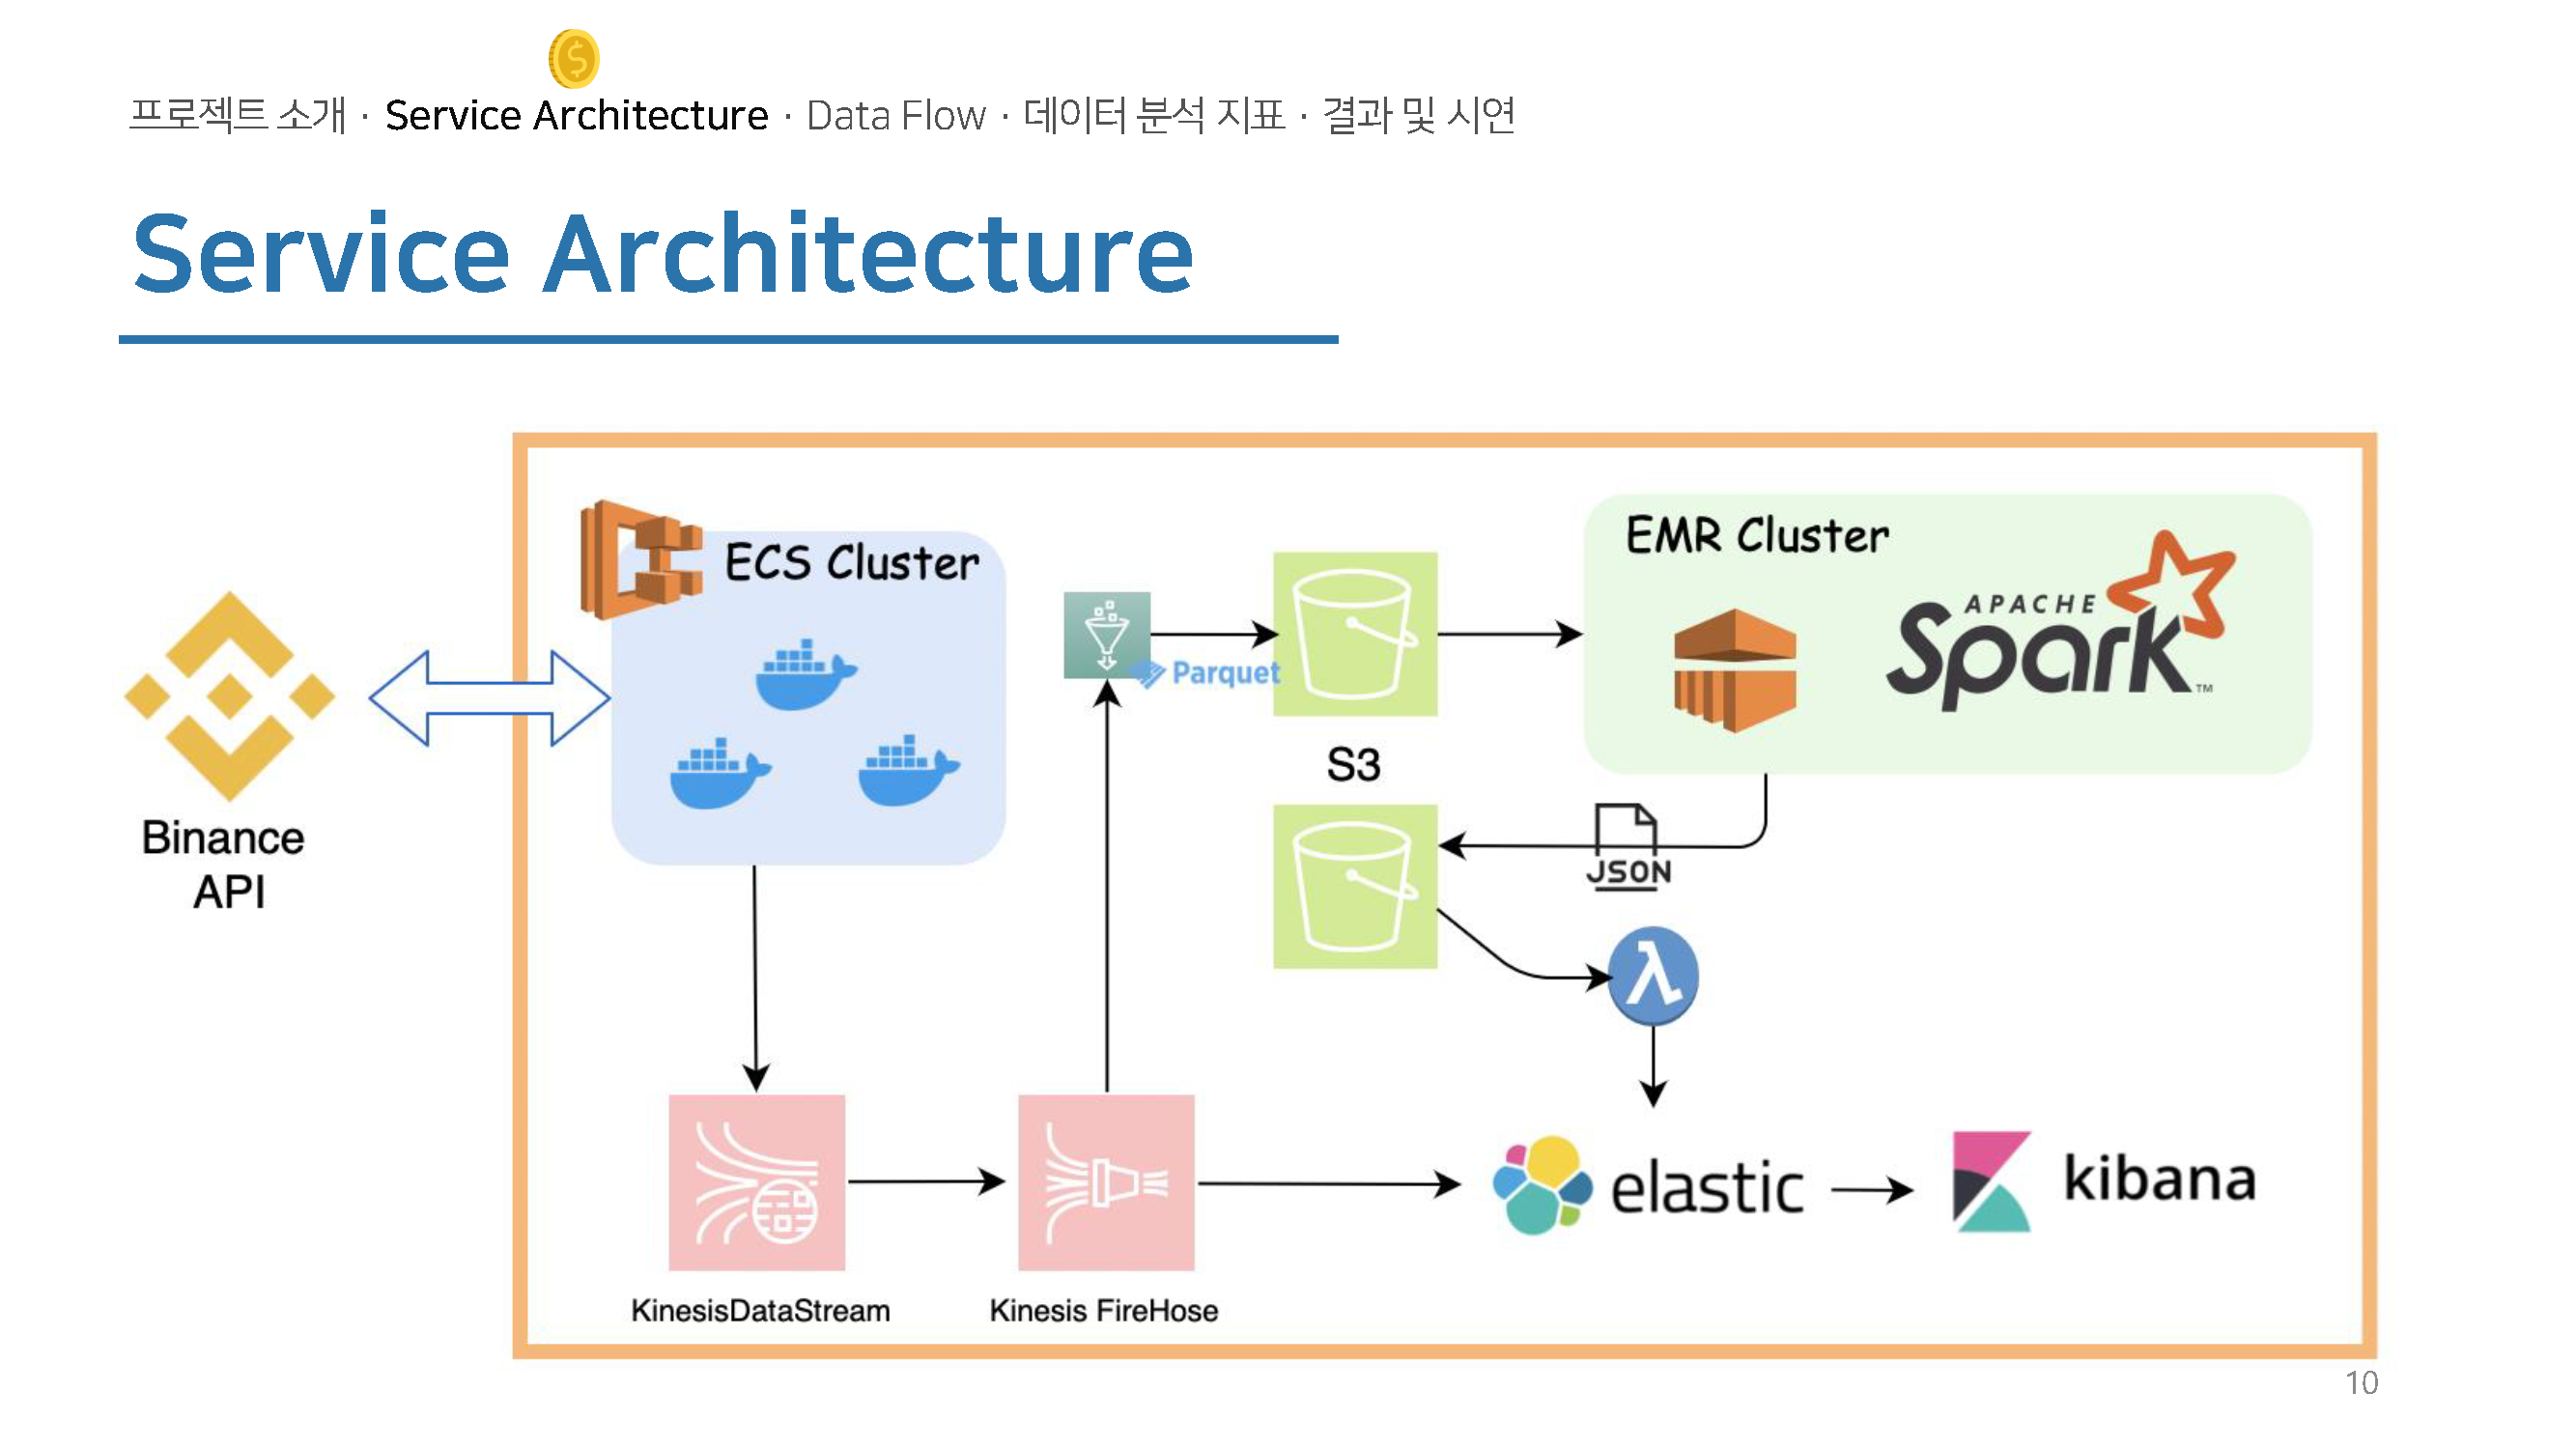 프로젝트 소개 · Service Architecture · Data Flow · 데이터 분석 지표 · 결과 및 시연
Service Architecture
ECS Cluster
EMR Cluster
APACHE
Spark™
Parquet
S3
Binance
API
JSON
λ
elastic
kibana
KinesisDataStream
Kinesis FireHose
10